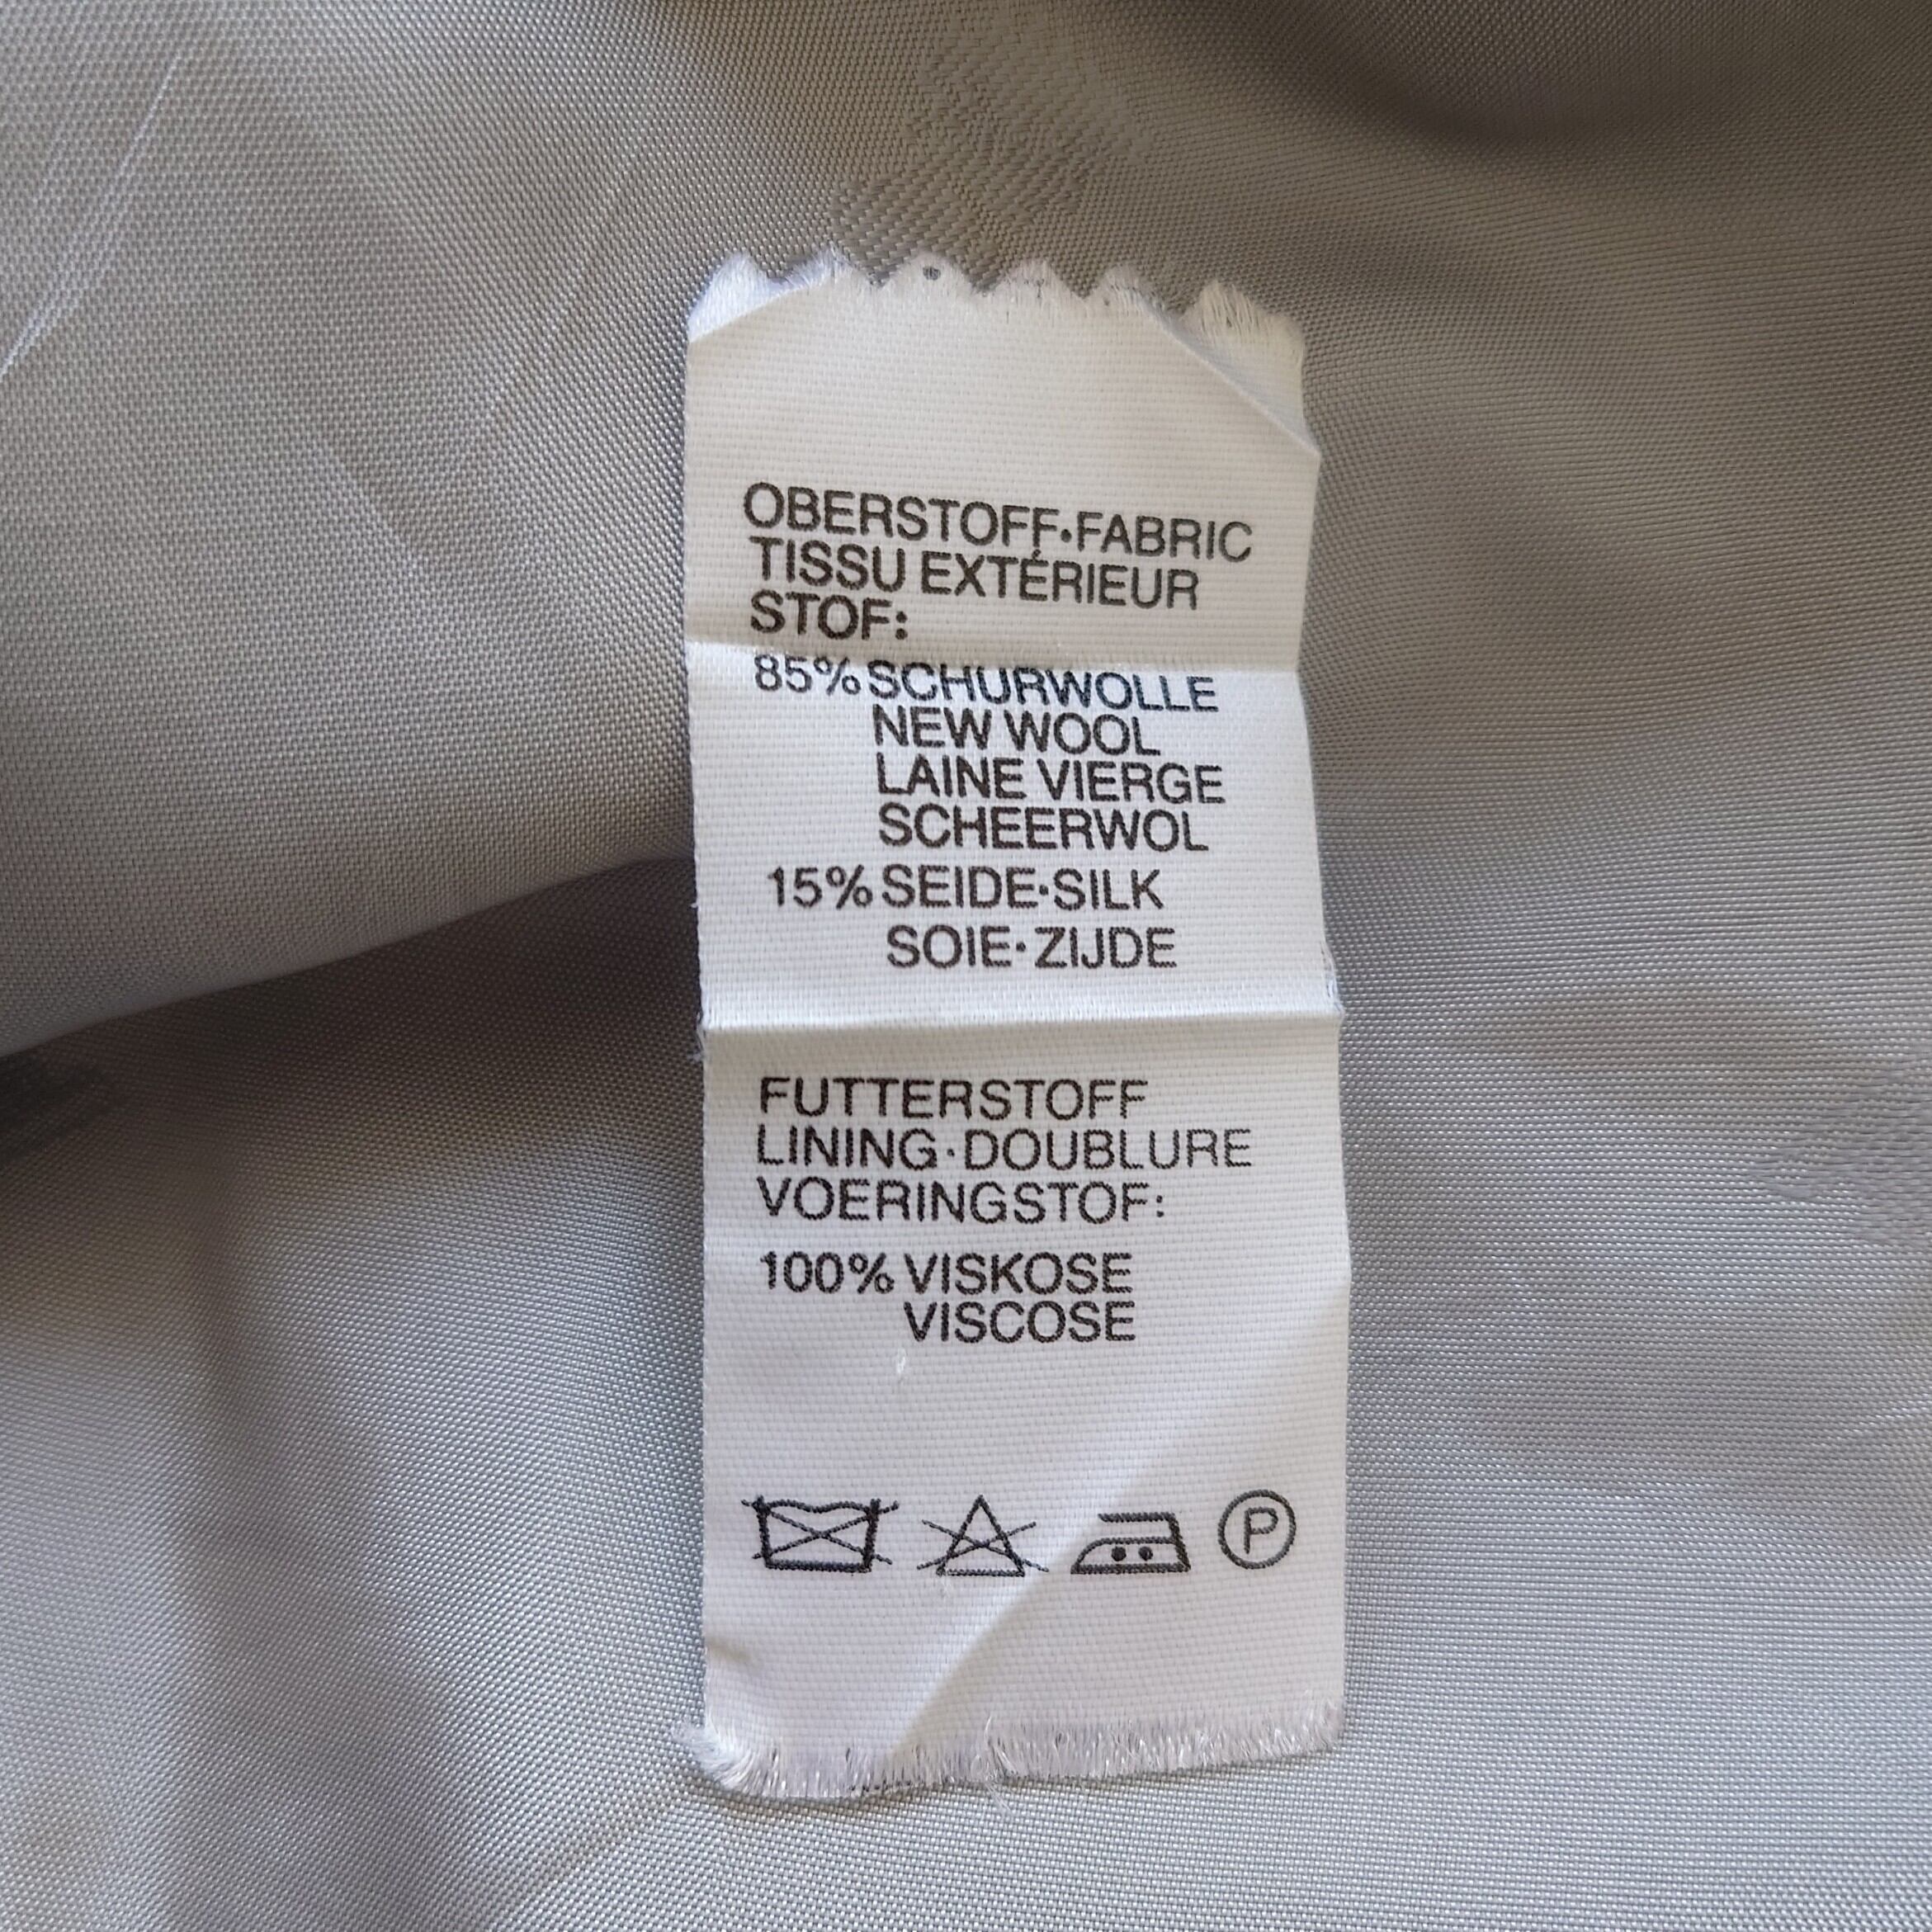 OBERSTOFF·FABRIC
TISSU EXTÉRIEUR
STOF:
85% SCHURWOLLE
NEW WOOL
LAINE VIERGE
SCHEERWOL
15% SEIDE·SILK
SOIE·ZIJDE
FUTTERSTOFF
LINING·DOUBLURE
VOERINGSTOF:
100% VISKOSE
VISCOSE
P